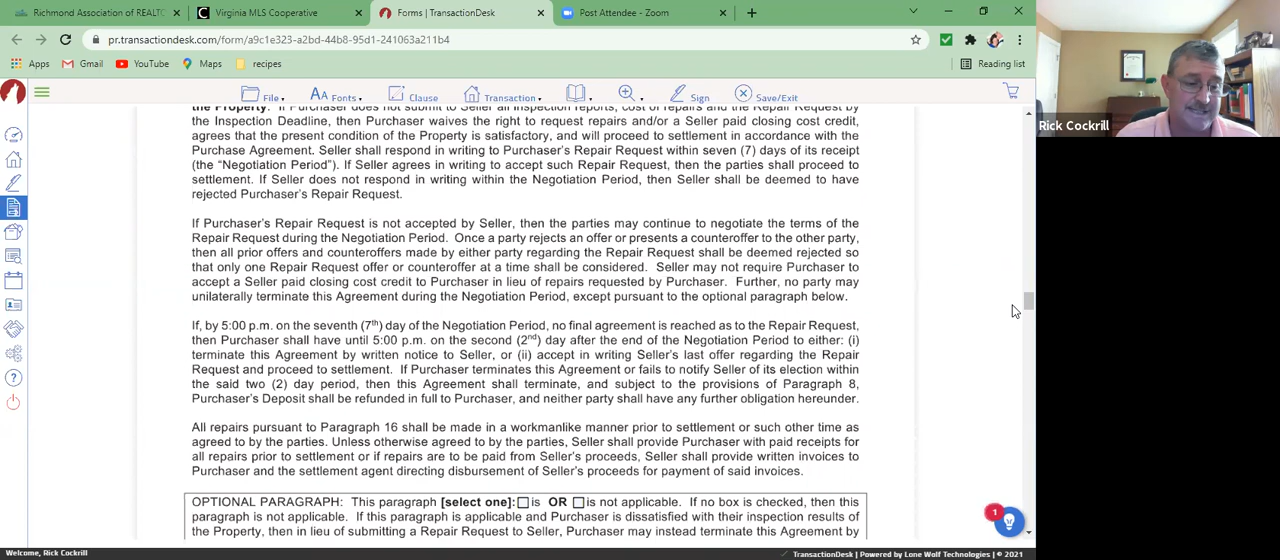 Richmond Association of REALTO
Virginia MLS Cooperative
Forms | TransactionDesk
Post Attendee - Zoom
pr.transactiondesk.com/form/a9c1e323-a2bd-44b8-95d1-241063a211b4
Apps
Gmail
YouTube
Maps
recipes
Reading list
File
Fonts
Clause
Transaction
Sign
Save/Exit
Rick Cockrill
the Property. If Purchaser does not submit to Seller all inspection reports, cost of repairs and the Repair Request by
the Inspection Deadline, then Purchaser waives the right to request repairs and/or a Seller paid closing cost credit,
agrees that the present condition of the Property is satisfactory, and will proceed to settlement in accordance with the
Purchase Agreement. Seller shall respond in writing to Purchaser's Repair Request within seven (7) days of its receipt
(the "Negotiation Period"). If Seller agrees in writing to accept such Repair Request, then the parties shall proceed to
settlement. If Seller does not respond in writing within the Negotiation Period, then Seller shall be deemed to have
rejected Purchaser's Repair Request.
If Purchaser's Repair Request is not accepted by Seller, then the parties may continue to negotiate the terms of the
Repair Request during the Negotiation Period. Once a party rejects an offer or presents a counteroffer to the other party,
then all prior offers and counteroffers made by either party regarding the Repair Request shall be deemed rejected so
that only one Repair Request offer or counteroffer at a time shall be considered. Seller may not require Purchaser to
accept a Seller paid closing cost credit to Purchaser in lieu of repairs requested by Purchaser. Further, no party may
unilaterally terminate this Agreement during the Negotiation Period, except pursuant to the optional paragraph below.
If, by 5:00 p.m. on the seventh (7th) day of the Negotiation Period, no final agreement is reached as to the Repair Request,
then Purchaser shall have until 5:00 p.m. on the second (2nd) day after the end of the Negotiation Period to either: (i)
terminate this Agreement by written notice to Seller, or (ii) accept in writing Seller's last offer regarding the Repair
Request and proceed to settlement. If Purchaser terminates this Agreement or fails to notify Seller of its election within
the said two (2) day period, then this Agreement shall terminate, and subject to the provisions of Paragraph 8,
Purchaser's Deposit shall be refunded in full to Purchaser, and neither party shall have any further obligation hereunder.
All repairs pursuant to Paragraph 16 shall be made in a workmanlike manner prior to settlement or such other time as
agreed to by the parties. Unless otherwise agreed to by the parties, Seller shall provide Purchaser with paid receipts for
all repairs prior to settlement or if repairs are to be paid from Seller's proceeds, Seller shall provide written invoices to
Purchaser and the settlement agent directing disbursement of Seller's proceeds for payment of said invoices.
OPTIONAL PARAGRAPH: This paragraph [select one]: is OR is not applicable. If no box is checked, then this
paragraph is not applicable. If this paragraph is applicable and Purchaser is dissatisfied with their inspection results of
the Property, then in lieu of submitting a Repair Request to Seller, Purchaser may instead terminate this Agreement by
1
Welcome, Rick Cockrill
TransactionDesk | Powered by Lone Wolf Technologies | © 2021